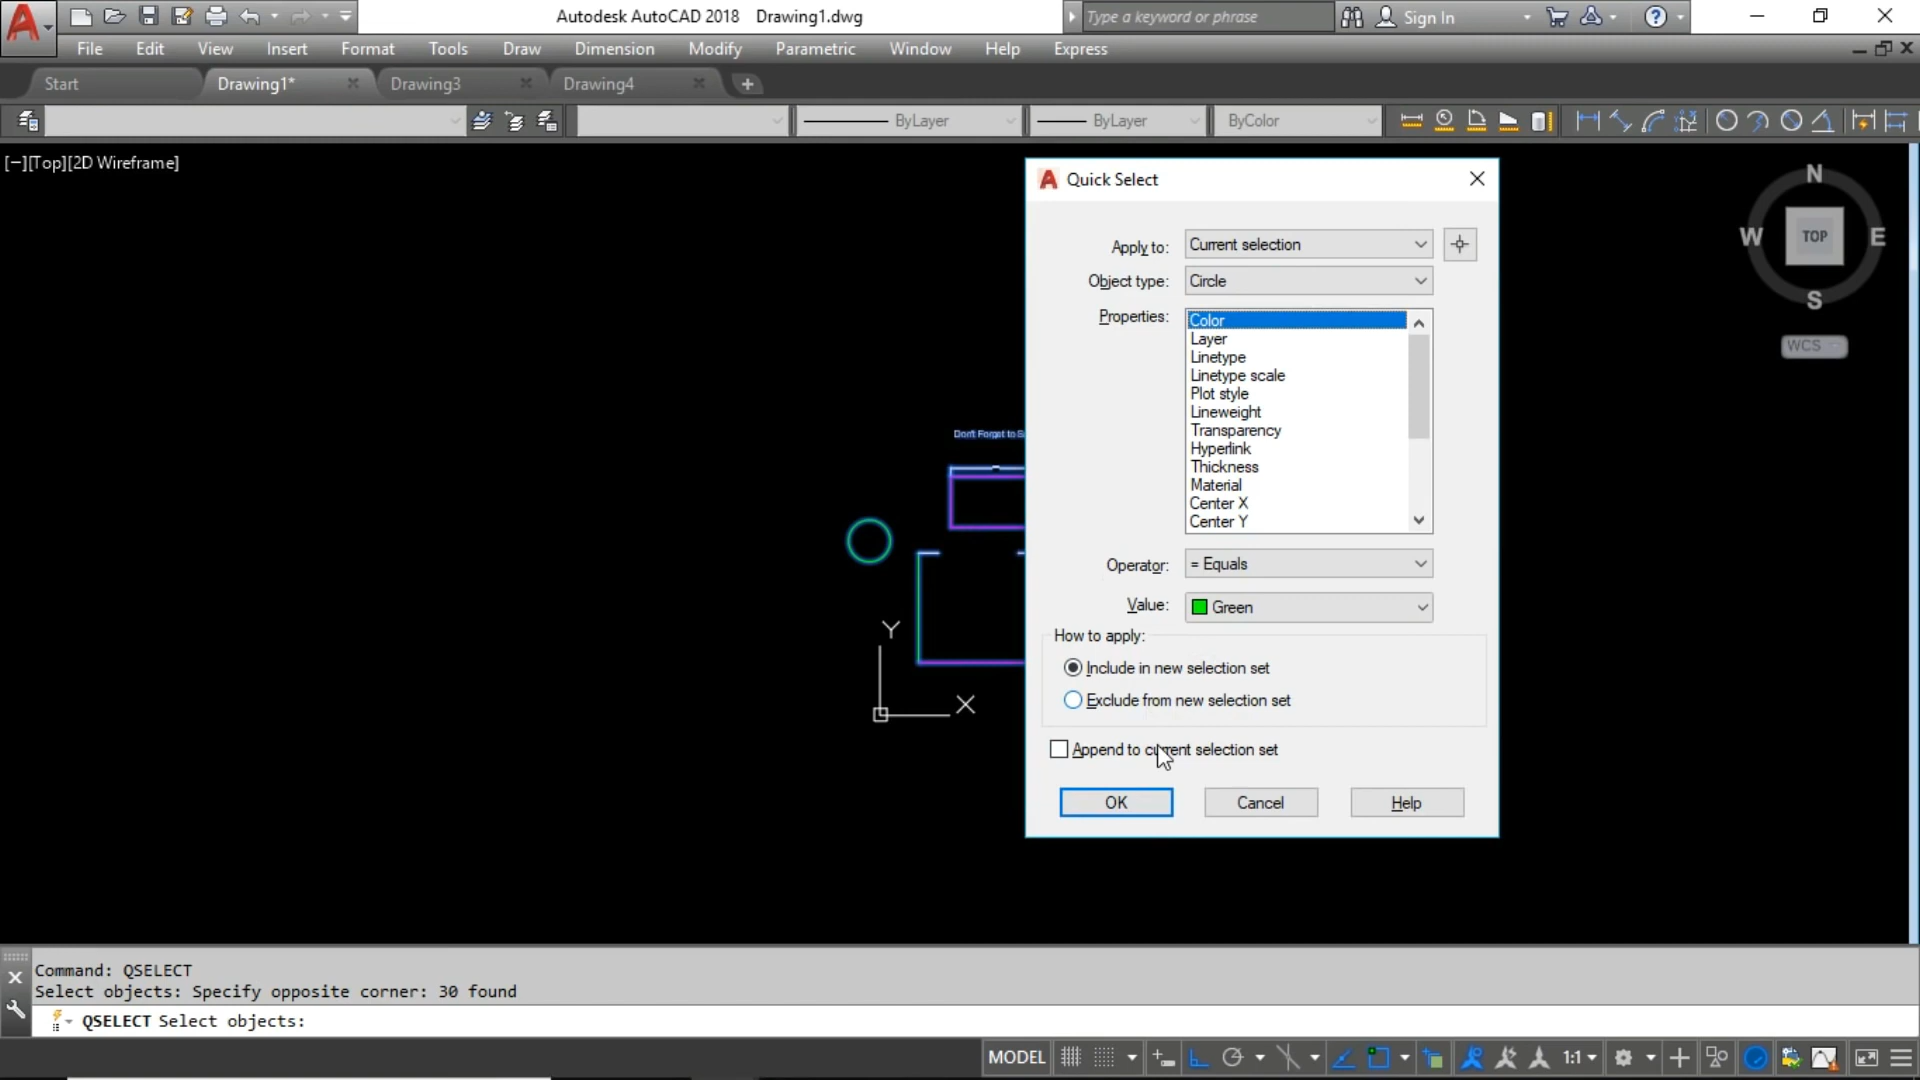 Autodesk AutoCAD 2018 Drawing1.dwg
Type a keyword or phrase
Sign In
File Edit View Insert Format Tools Draw Dimension Modify Parametric Window Help Express
Start Drawing1* Drawing3 Drawing4
ByLayer ByLayer ByColor
[−][Top][2D Wireframe]
N
W TOP E
S
WCS
Don't Forget to
Y
X
Quick Select
Apply to: Current selection
Object type: Circle
Properties: Color
Layer
Linetype
Linetype scale
Plot style
Lineweight
Transparency
Hyperlink
Thickness
Material
Center X
Center Y
Operator: = Equals
Value: Green
How to apply:
Include in new selection set
Exclude from new selection set
Append to current selection set
OK Cancel Help
Command: QSELECT
Select objects: Specify opposite corner: 30 found
QSELECT Select objects:
MODEL 1:1